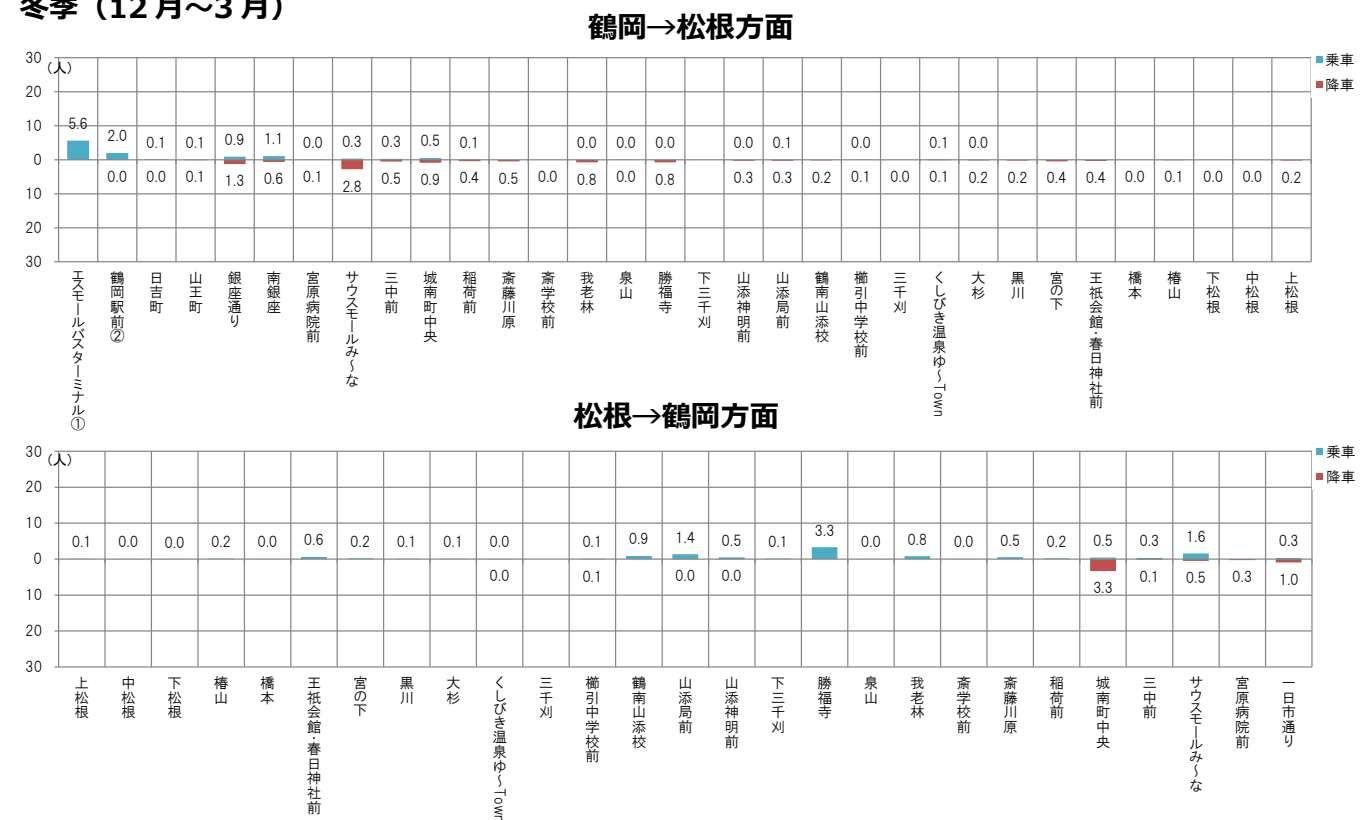 冬季（12月～3月）
鶴岡→松根方面
30
（人）
乗車
20
降車
10
5.6 2.0 0.1 0.1 0.9 1.1 0.0 0.3 0.3 0.5 0.1 0.0 0.0 0.0 0.0 0.1 0.0 0.1 0.0
0
0.0 0.0 0.1 1.3 0.6 0.1 2.8 0.5 0.9 0.4 0.5 0.0 0.8 0.0 0.8 0.3 0.3 0.2 0.1 0.0 0.1 0.2 0.2 0.4 0.4 0.0 0.1 0.0 0.0 0.2
10
20
30
エスモールバスターミナル①
鶴岡駅前②
日吉町
山王町
銀座通り
南銀座
宮原病院前
サウスモールみ～な
三中前
城南町中央
稲荷前
斎藤川原
斎学校前
我老林
泉山
勝福寺
下三千刈
山添神明前
山添局前
鶴南山添校
櫛引中学校前
三千刈
くしびき温泉ゆ～Town
大杉
黒川
宮の下
王祇会館・春日神社前
橋本
椿山
下松根
中松根
上松根
松根→鶴岡方面
30
（人）
乗車
20
降車
10
0.1 0.0 0.0 0.2 0.0 0.6 0.2 0.1 0.1 0.0 0.1 0.9 1.4 0.5 0.1 3.3 0.0 0.8 0.0 0.5 0.2 0.5 0.3 1.6 0.3
0
0.0 0.1 0.0 0.0 3.3 0.1 0.5 0.3 1.0
10
20
30
上松根
中松根
下松根
椿山
橋本
王祇会館・春日神社前
宮の下
黒川
大杉
くしびき温泉ゆ～Town
三千刈
櫛引中学校前
鶴南山添校
山添局前
山添神明前
下三千刈
勝福寺
泉山
我老林
斎学校前
斎藤川原
稲荷前
城南町中央
三中前
サウスモールみ～な
宮原病院前
一日市通り